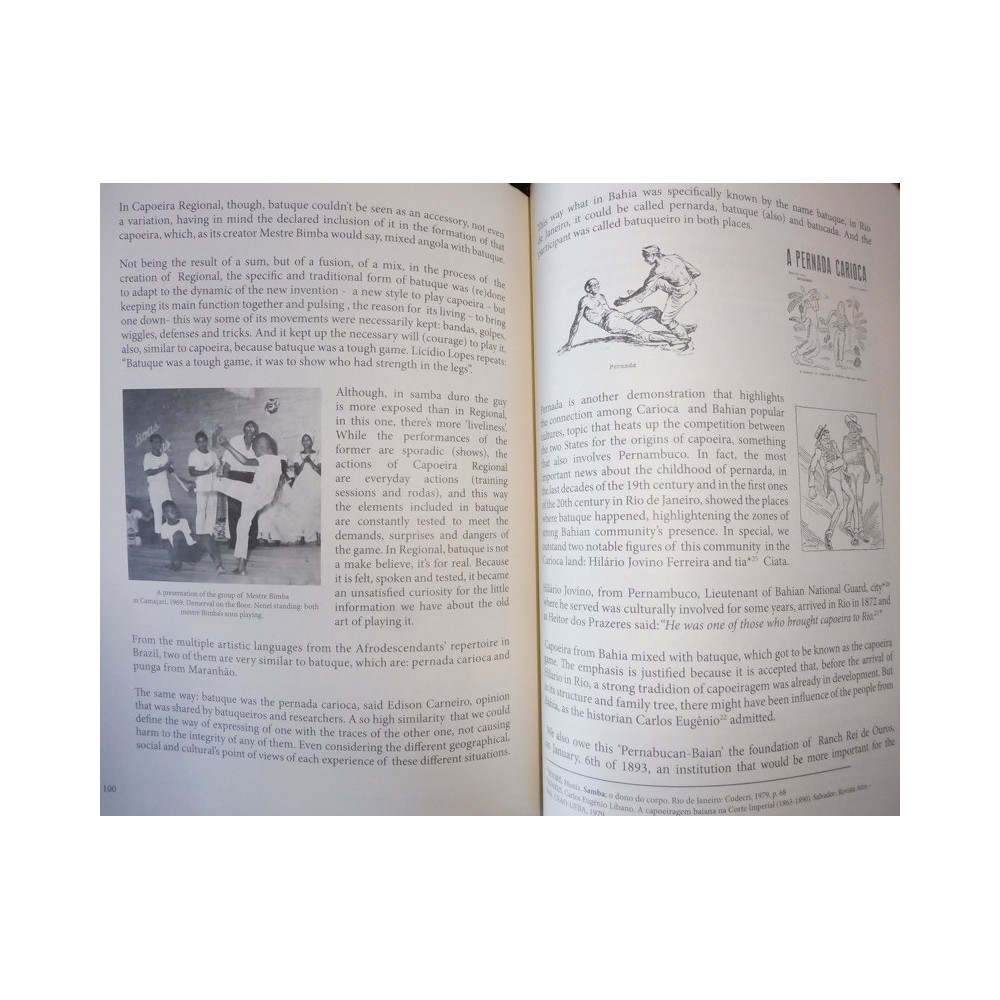 In Capoeira Regional, though, batuque couldn't be seen as an accessory, not even
a variation, having in mind the declared inclusion of it in the formation of that
capoeira, which, as its creator Mestre Bimba would say, mixed angola with batuque.
Not being the result of a sum, but of a fusion, of a mix, in the process of the
creation of Regional, the specific and traditional form of batuque was (re)done
to adapt to the dynamic of the new invention - a new style to play capoeira - but
keeping its main function together and pulsing , the reason for its living – to bring
one down- this way some of its movements were necessarily kept: bandas, golpes,
wiggles, defenses and tricks. And it kept up the necessary will (courage) to play it,
also, similar to capoeira, because batuque was a tough game. Licídio Lopes repeats:
"Batuque was a tough game, it was to show who had strength in the legs".
Although, in samba duro the guy
is more exposed than in Regional,
in this one, there's more 'liveliness'.
While the performances of the
former are sporadic (shows), the
actions of Capoeira Regional
are everyday actions (training
sessions and rodas), and this way
the elements included in batuque
are constantly tested to meet the
demands, surprises and dangers
of the game. In Regional, batuque is not
a make believe, it's for real. Because
it is felt, spoken and tested, it became
an unsatisfied curiosity for the little
information we have about the old
art of playing it.
A presentation of the group of Mestre Bimba
in Camaçari, 1969. Demerval on the floor, Nenel standing: both
mestre Bimba's sons playing
From the multiple artistic languages from the Afrodescendants' repertoire in
Brazil, two of them are very similar to batuque, which are: pernada carioca and
punga from Maranhão.
The same way: batuque was the pernada carioca, said Edison Carneiro, opinion
that was shared by batuqueiros and researchers. A so high similarity that we could
define the way of expressing of one with the traces of the other one, not causing
harm to the integrity of any of them. Even considering the different geographical,
social and cultural's point of views of each experience of these different situations.
100
This way what in Bahia was specifically known by the name batuque, in Rio
de Janeiro, it could be called pernarda, batuque (also) and batucada. And the
participant was called batuqueiro in both places.
A PERNADA CARIOCA
Pernada
Pernada is another demonstration that highlights
the connection among Carioca and Bahian popular
cultures, topic that heats up the competition between
the two States for the origins of capoeira, something
that also involves Pernambuco. In fact, the most
important news about the childhood of pernarda, in
the last decades of the 19th century and in the first ones
of the 20th century in Rio de Janeiro, showed the places
where batuque happened, highlightening the zones of
strong Bahian community's presence. In special, we
outstand two notable figures of this community in the
Carioca land: Hilário Jovino Ferreira and tia*25 Ciata.
Hilário Jovino, from Pernambuco, Lieutenant of Bahian National Guard, city*26
where he served was culturally involved for some years, arrived in Rio in 1872 and
as Heitor dos Prazeres said: "He was one of those who brought capoeira to Rio.21"
Capoeira from Bahia mixed with batuque, which got to be known as the capoeira
game. The emphasis is justified because it is accepted that, before the arrival of
Hilario in Rio, a strong tradidion of capoeiragem was already in development. But
in its structure and family tree, there might have been influence of the people from
Bahia, as the historian Carlos Eugênio22 admitted.
We also owe this 'Pernabucan-Baian' the foundation of Ranch Rei de Ouros,
on January, 6th of 1893, an institution that would be more important for the
Muniz. Samba: o dono do corpo. Rio de Janeiro: Codecri, 1979, p. 68
Carlos Eugênio Líbano. A capoeiragem baiana na Corte Imperial (1863-1890). Salvador: Revista Afro –
CEAO-UFBA, 1979